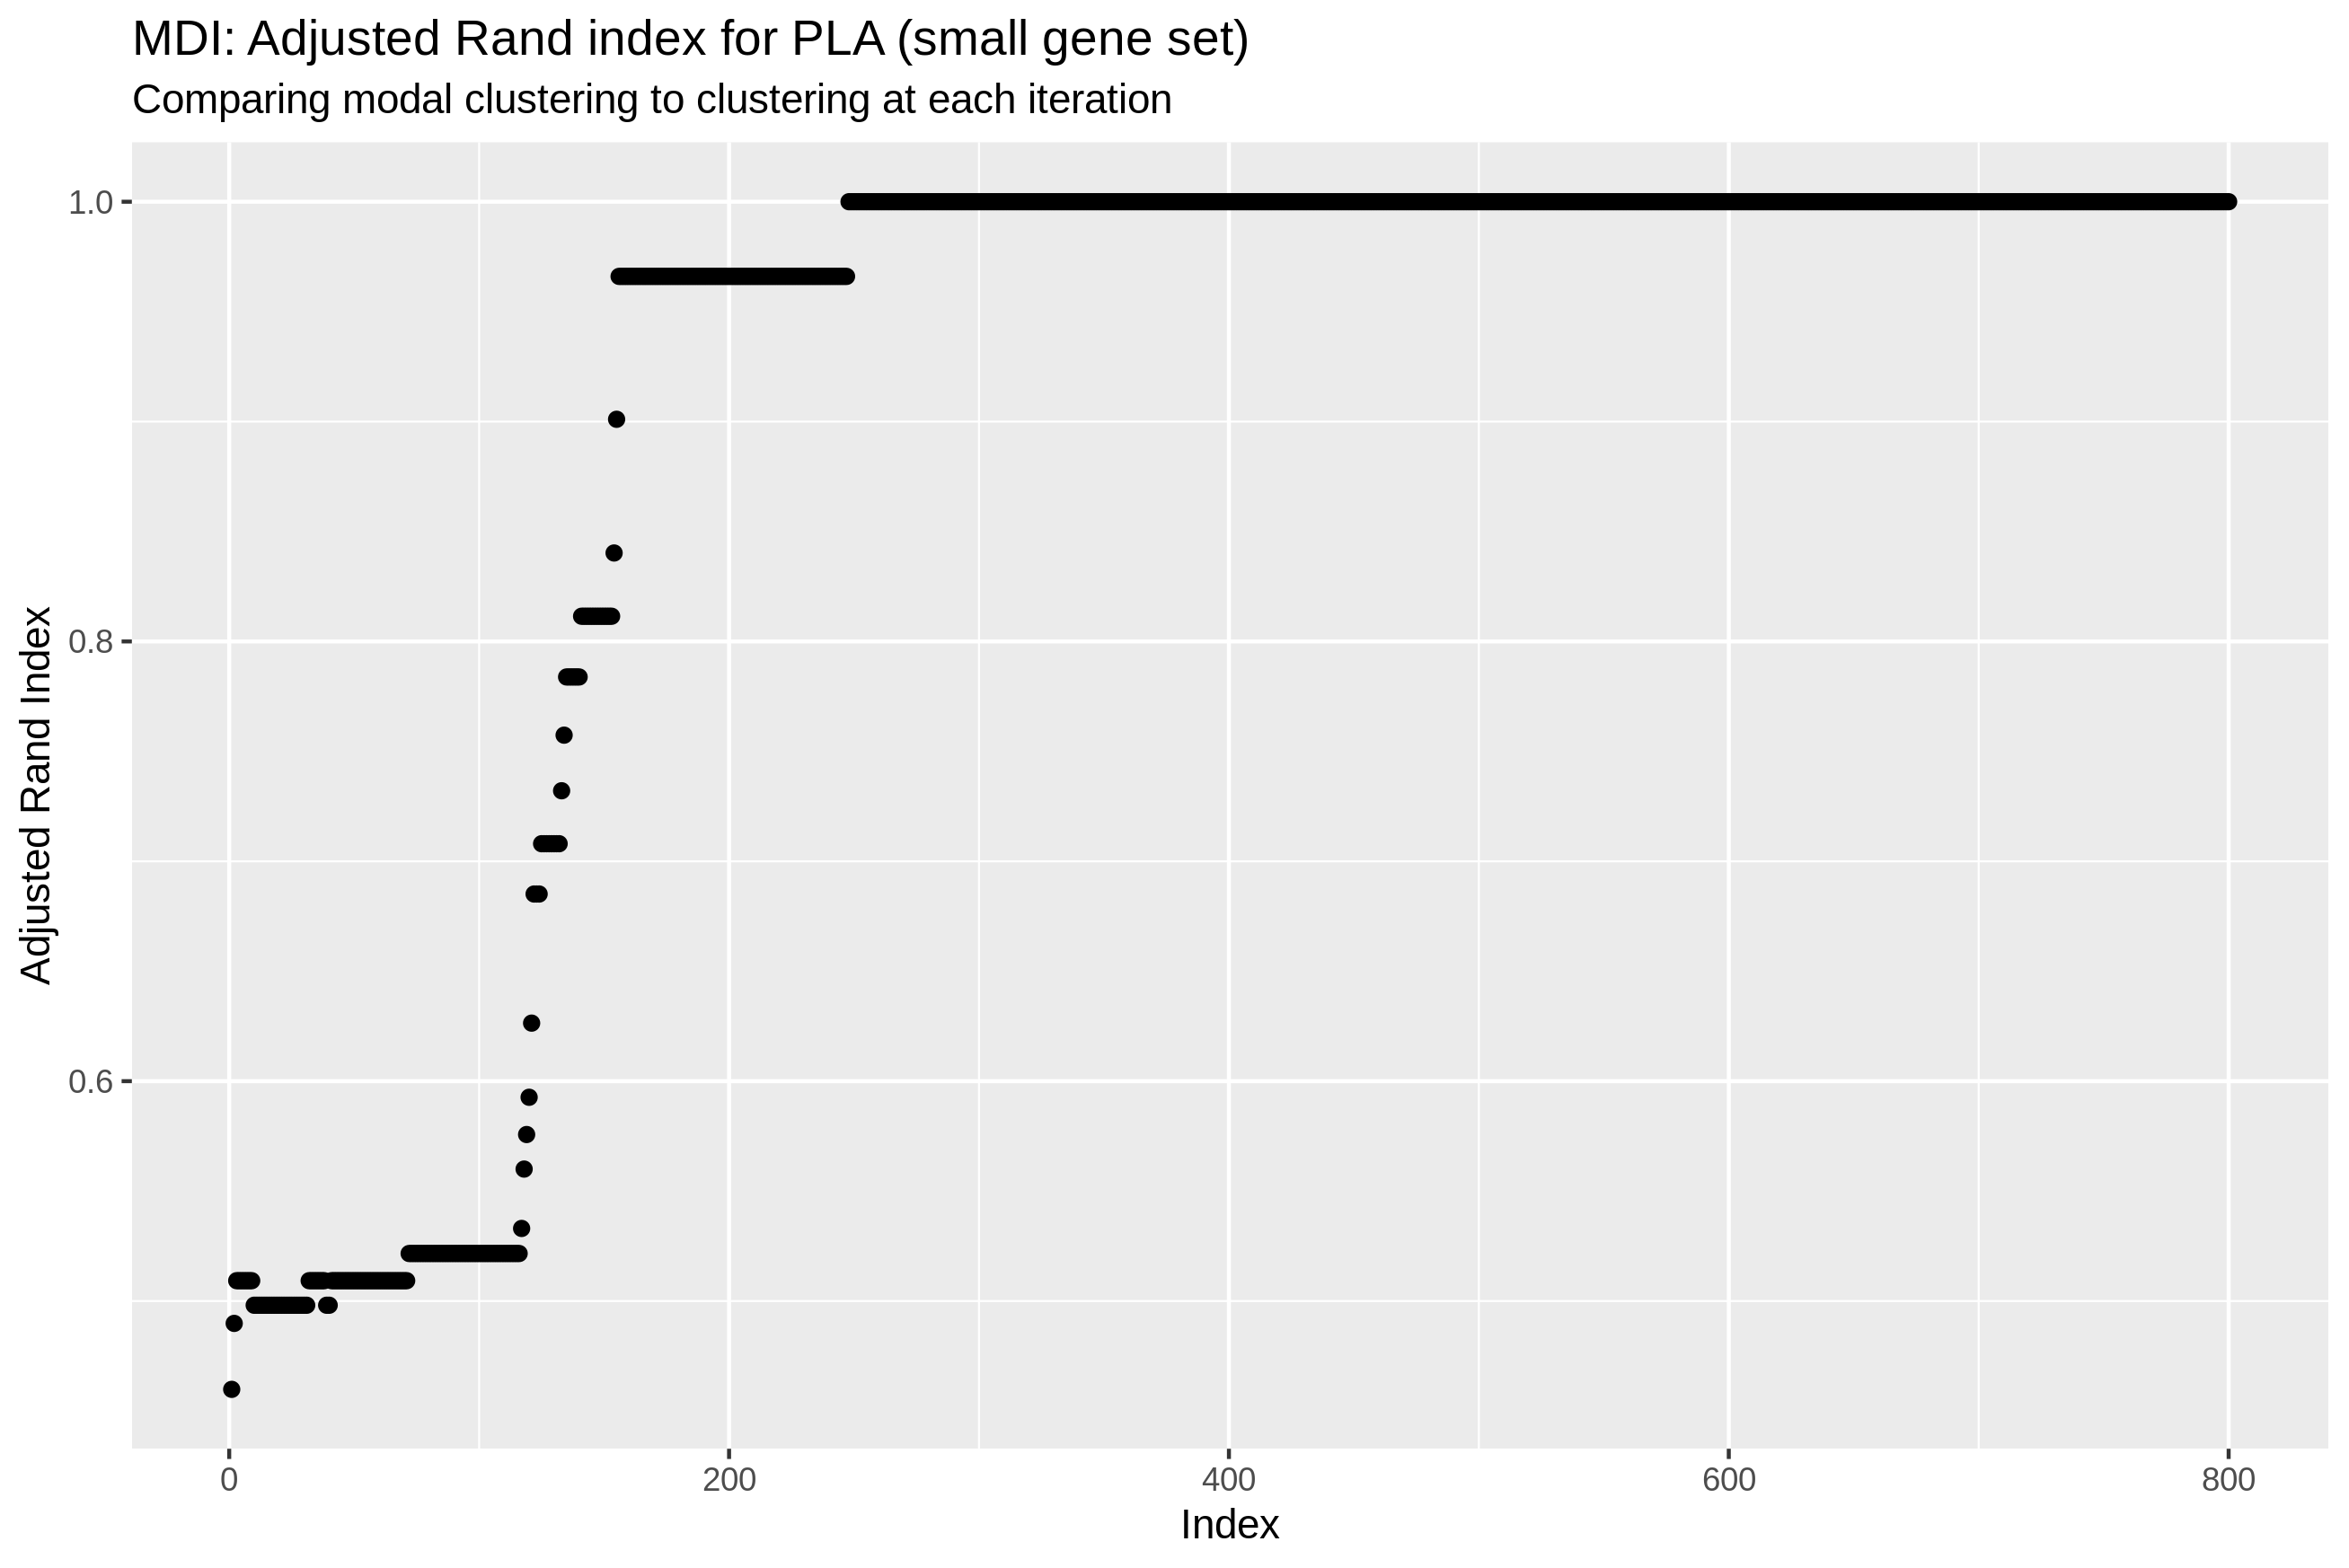 MDI: Adjusted Rand index for PLA (small gene set)
Comparing modal clustering to clustering at each iteration
Adjusted Rand Index
1.0
0.8
0.6
0
200
400
600
800
Index